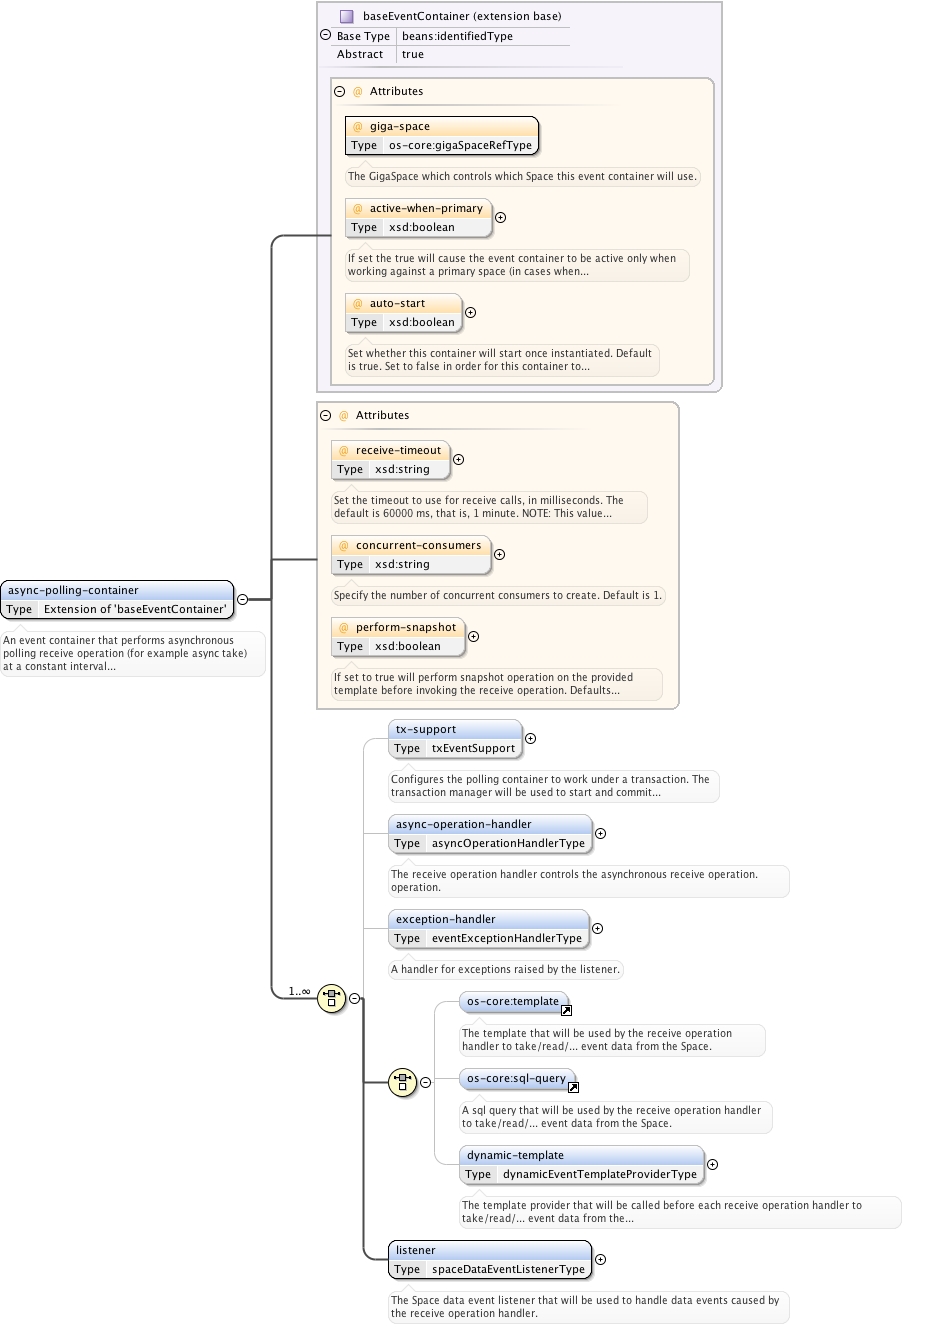 baseEventContainer (extension base)
Base Type beans:identifiedType
Abstract true
@ Attributes
@ giga-space
Type os-core:gigaSpaceRefType
The GigaSpace which controls which Space this event container will use.
@ active-when-primary
Type xsd:boolean
If set the true will cause the event container to be active only when
working against a primary space (in cases when...
@ auto-start
Type xsd:boolean
Set whether this container will start once instantiated. Default
is true. Set to false in order for this container to...
@ Attributes
@ receive-timeout
Type xsd:string
Set the timeout to use for receive calls, in milliseconds. The
default is 60000 ms, that is, 1 minute. NOTE: This value...
@ concurrent-consumers
Type xsd:string
Specify the number of concurrent consumers to create. Default is 1.
@ perform-snapshot
Type xsd:boolean
If set to true will perform snapshot operation on the provided
template before invoking the receive operation. Defaults...
async-polling-container
Type Extension of 'baseEventContainer'
An event container that performs asynchronous
polling receive operation (for example async take)
at a constant interval...
tx-support
Type txEventSupport
Configures the polling container to work under a transaction. The
transaction manager will be used to start and commit...
async-operation-handler
Type asyncOperationHandlerType
The receive operation handler controls the asynchronous receive operation.
operation.
exception-handler
Type eventExceptionHandlerType
A handler for exceptions raised by the listener.
1..∞
os-core:template
The template that will be used by the receive operation
handler to take/read/... event data from the Space.
os-core:sql-query
A sql query that will be used by the receive operation handler
to take/read/... event data from the Space.
dynamic-template
Type dynamicEventTemplateProviderType
The template provider that will be called before each receive operation handler to
take/read/... event data from the...
listener
Type spaceDataEventListenerType
The Space data event listener that will be used to handle data events caused by
the receive operation handler.